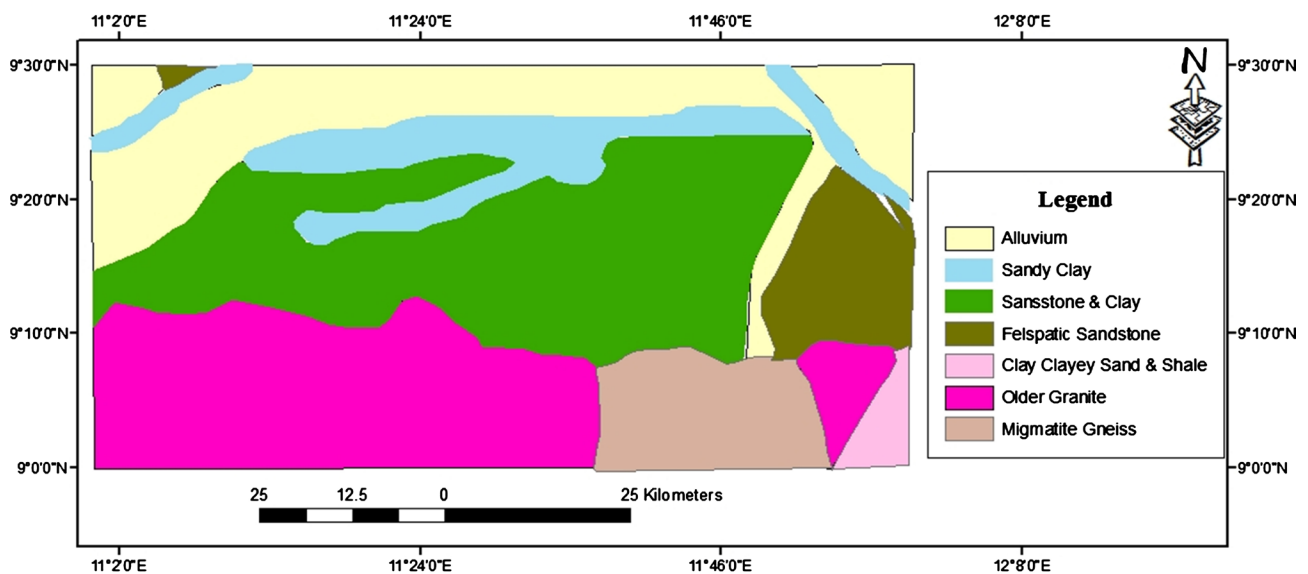 11°2'0"E 11°24'0"E 11°46'0"E 12°8'0"E
9°30'0"N 9°30'0"N
N
9°20'0"N 9°20'0"N
9°10'0"N 9°10'0"N
9°0'0"N 9°0'0"N
Legend
Alluvium
Sandy Clay
Sansstone & Clay
Felspatic Sandstone
Clay Clayey Sand & Shale
Older Granite
Migmatite Gneiss
25 12.5 0 25 Kilometers
11°2'0"E 11°24'0"E 11°46'0"E 12°8'0"E